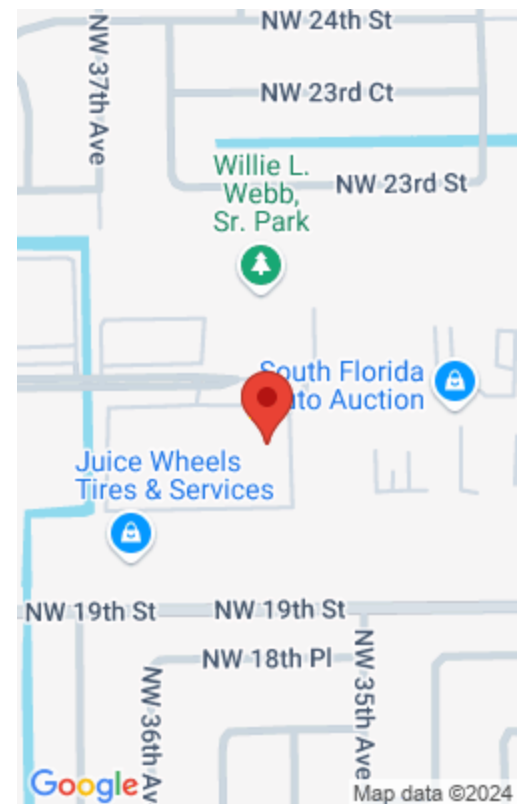 NW 24th St
NW 37th Ave
NW 23rd Ct
Willie L.
Webb,
Sr. Park
NW 23rd St
South Florida
Auto Auction
Juice Wheels
Tires & Services
NW 19th St
NW 19th St
NW 18th Pl
NW 36th Av
NW 35th Ave
Google
Map data ©2024